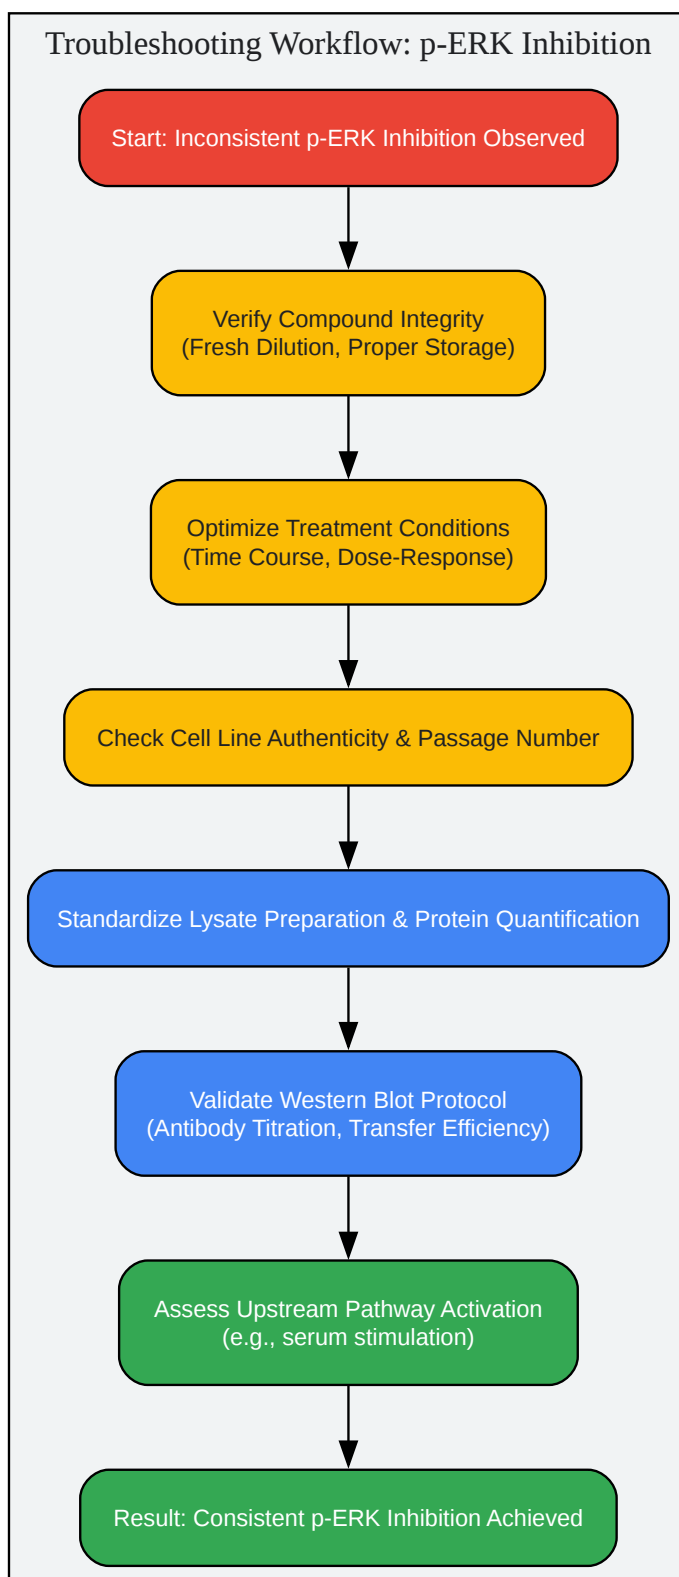 Troubleshooting Workflow: p-ERK Inhibition
Start: Inconsistent p-ERK Inhibition Observed
Verify Compound Integrity
(Fresh Dilution, Proper Storage)
Optimize Treatment Conditions
(Time Course, Dose-Response)
Check Cell Line Authenticity & Passage Number
Standardize Lysate Preparation & Protein Quantification
Validate Western Blot Protocol
(Antibody Titration, Transfer Efficiency)
Assess Upstream Pathway Activation
(e.g., serum stimulation)
Result: Consistent p-ERK Inhibition Achieved